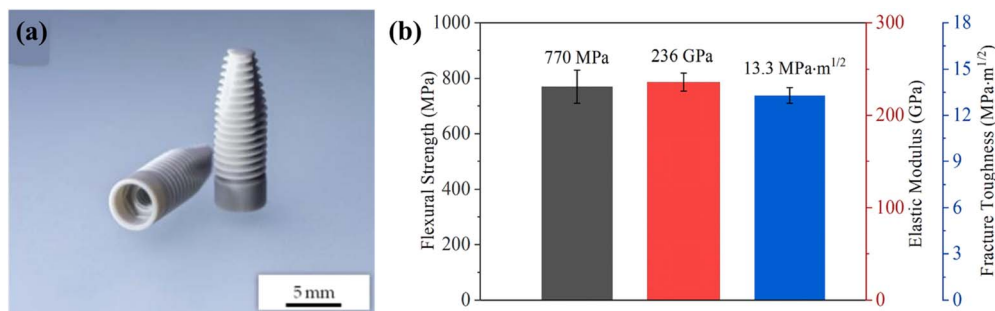 (a)
5 mm
(b)
Flexural Strength (MPa)
1000
800
600
400
200
0
770 MPa
236 GPa
13.3 MPa·m1/2
300
200
100
0
Elastic Modulus (GPa)
18
15
12
9
6
3
0
Fracture Toughness (MPa·m1/2)